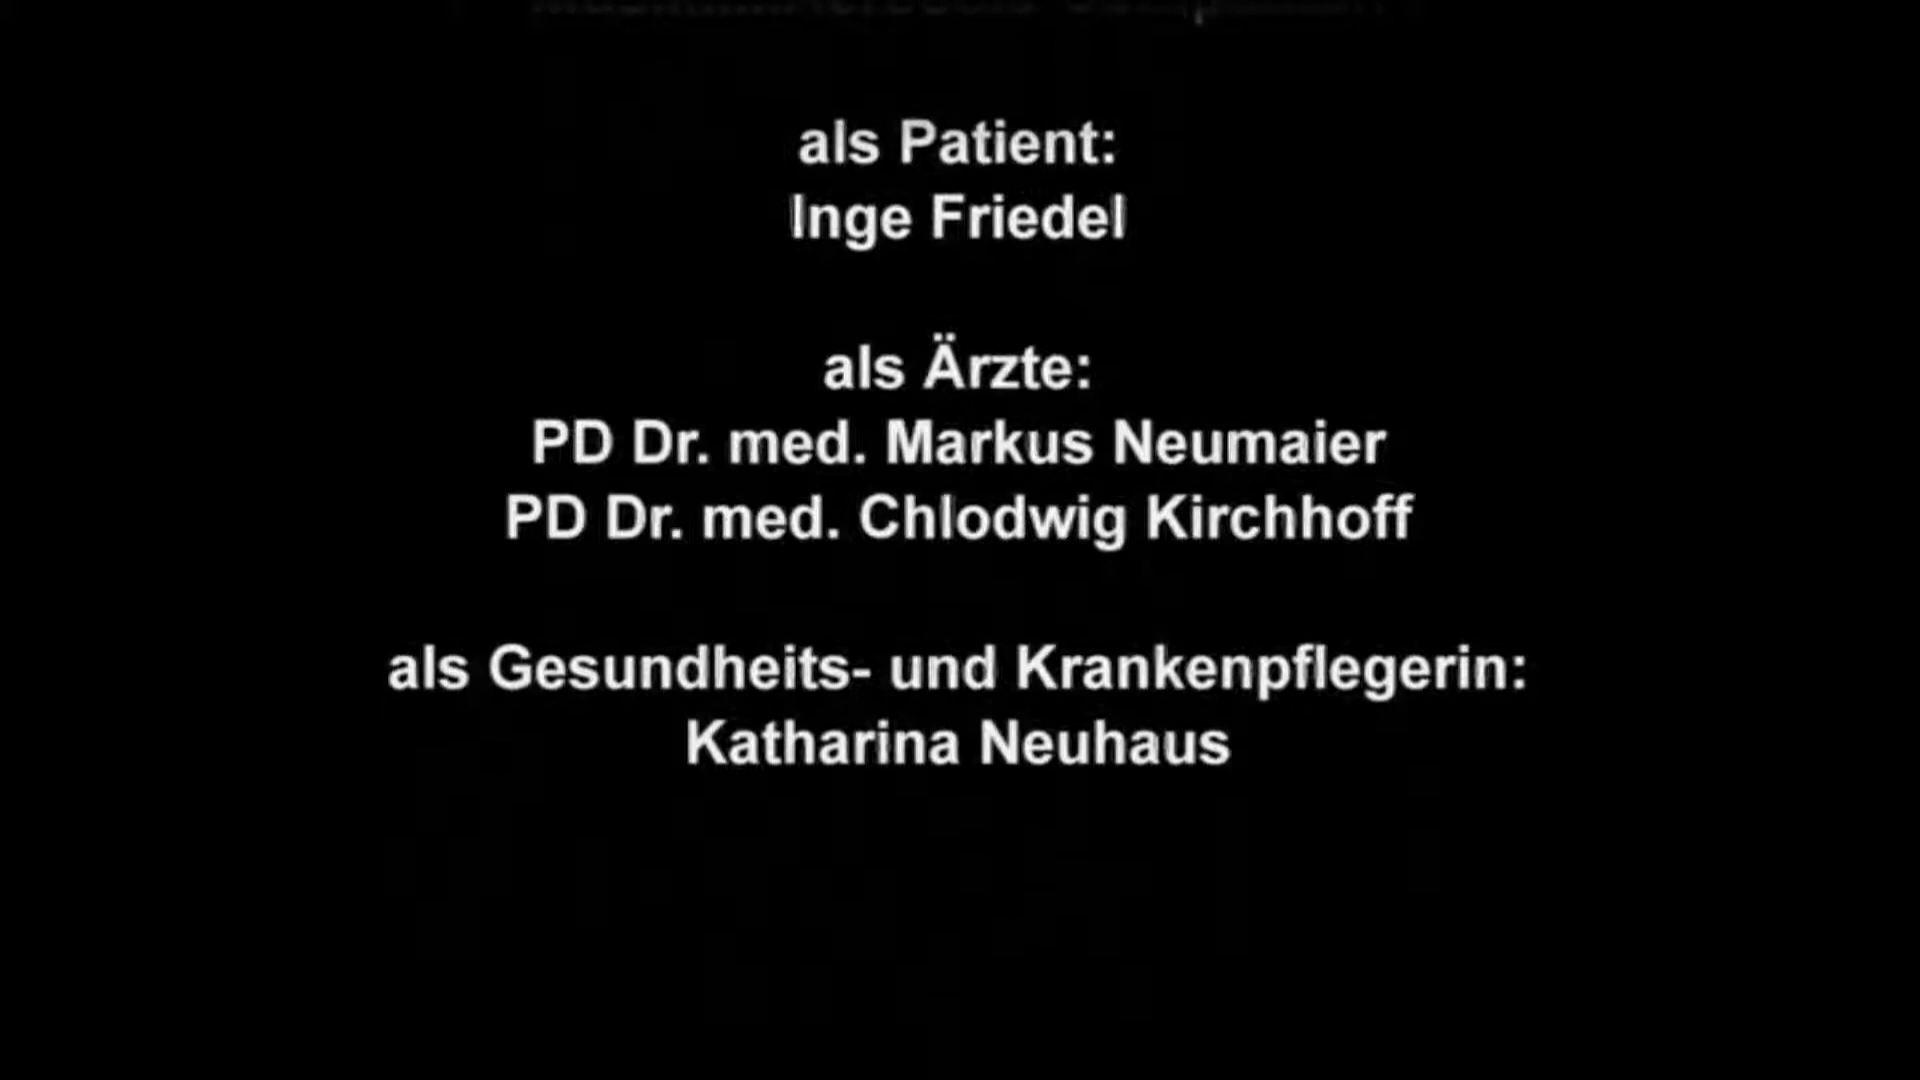 als Patient:
Inge Friedel
als Ärzte:
PD Dr. med. Markus Neumaier
PD Dr. med. Chlodwig Kirchhoff
als Gesundheits- und Krankenpflegerin:
Katharina Neuhaus